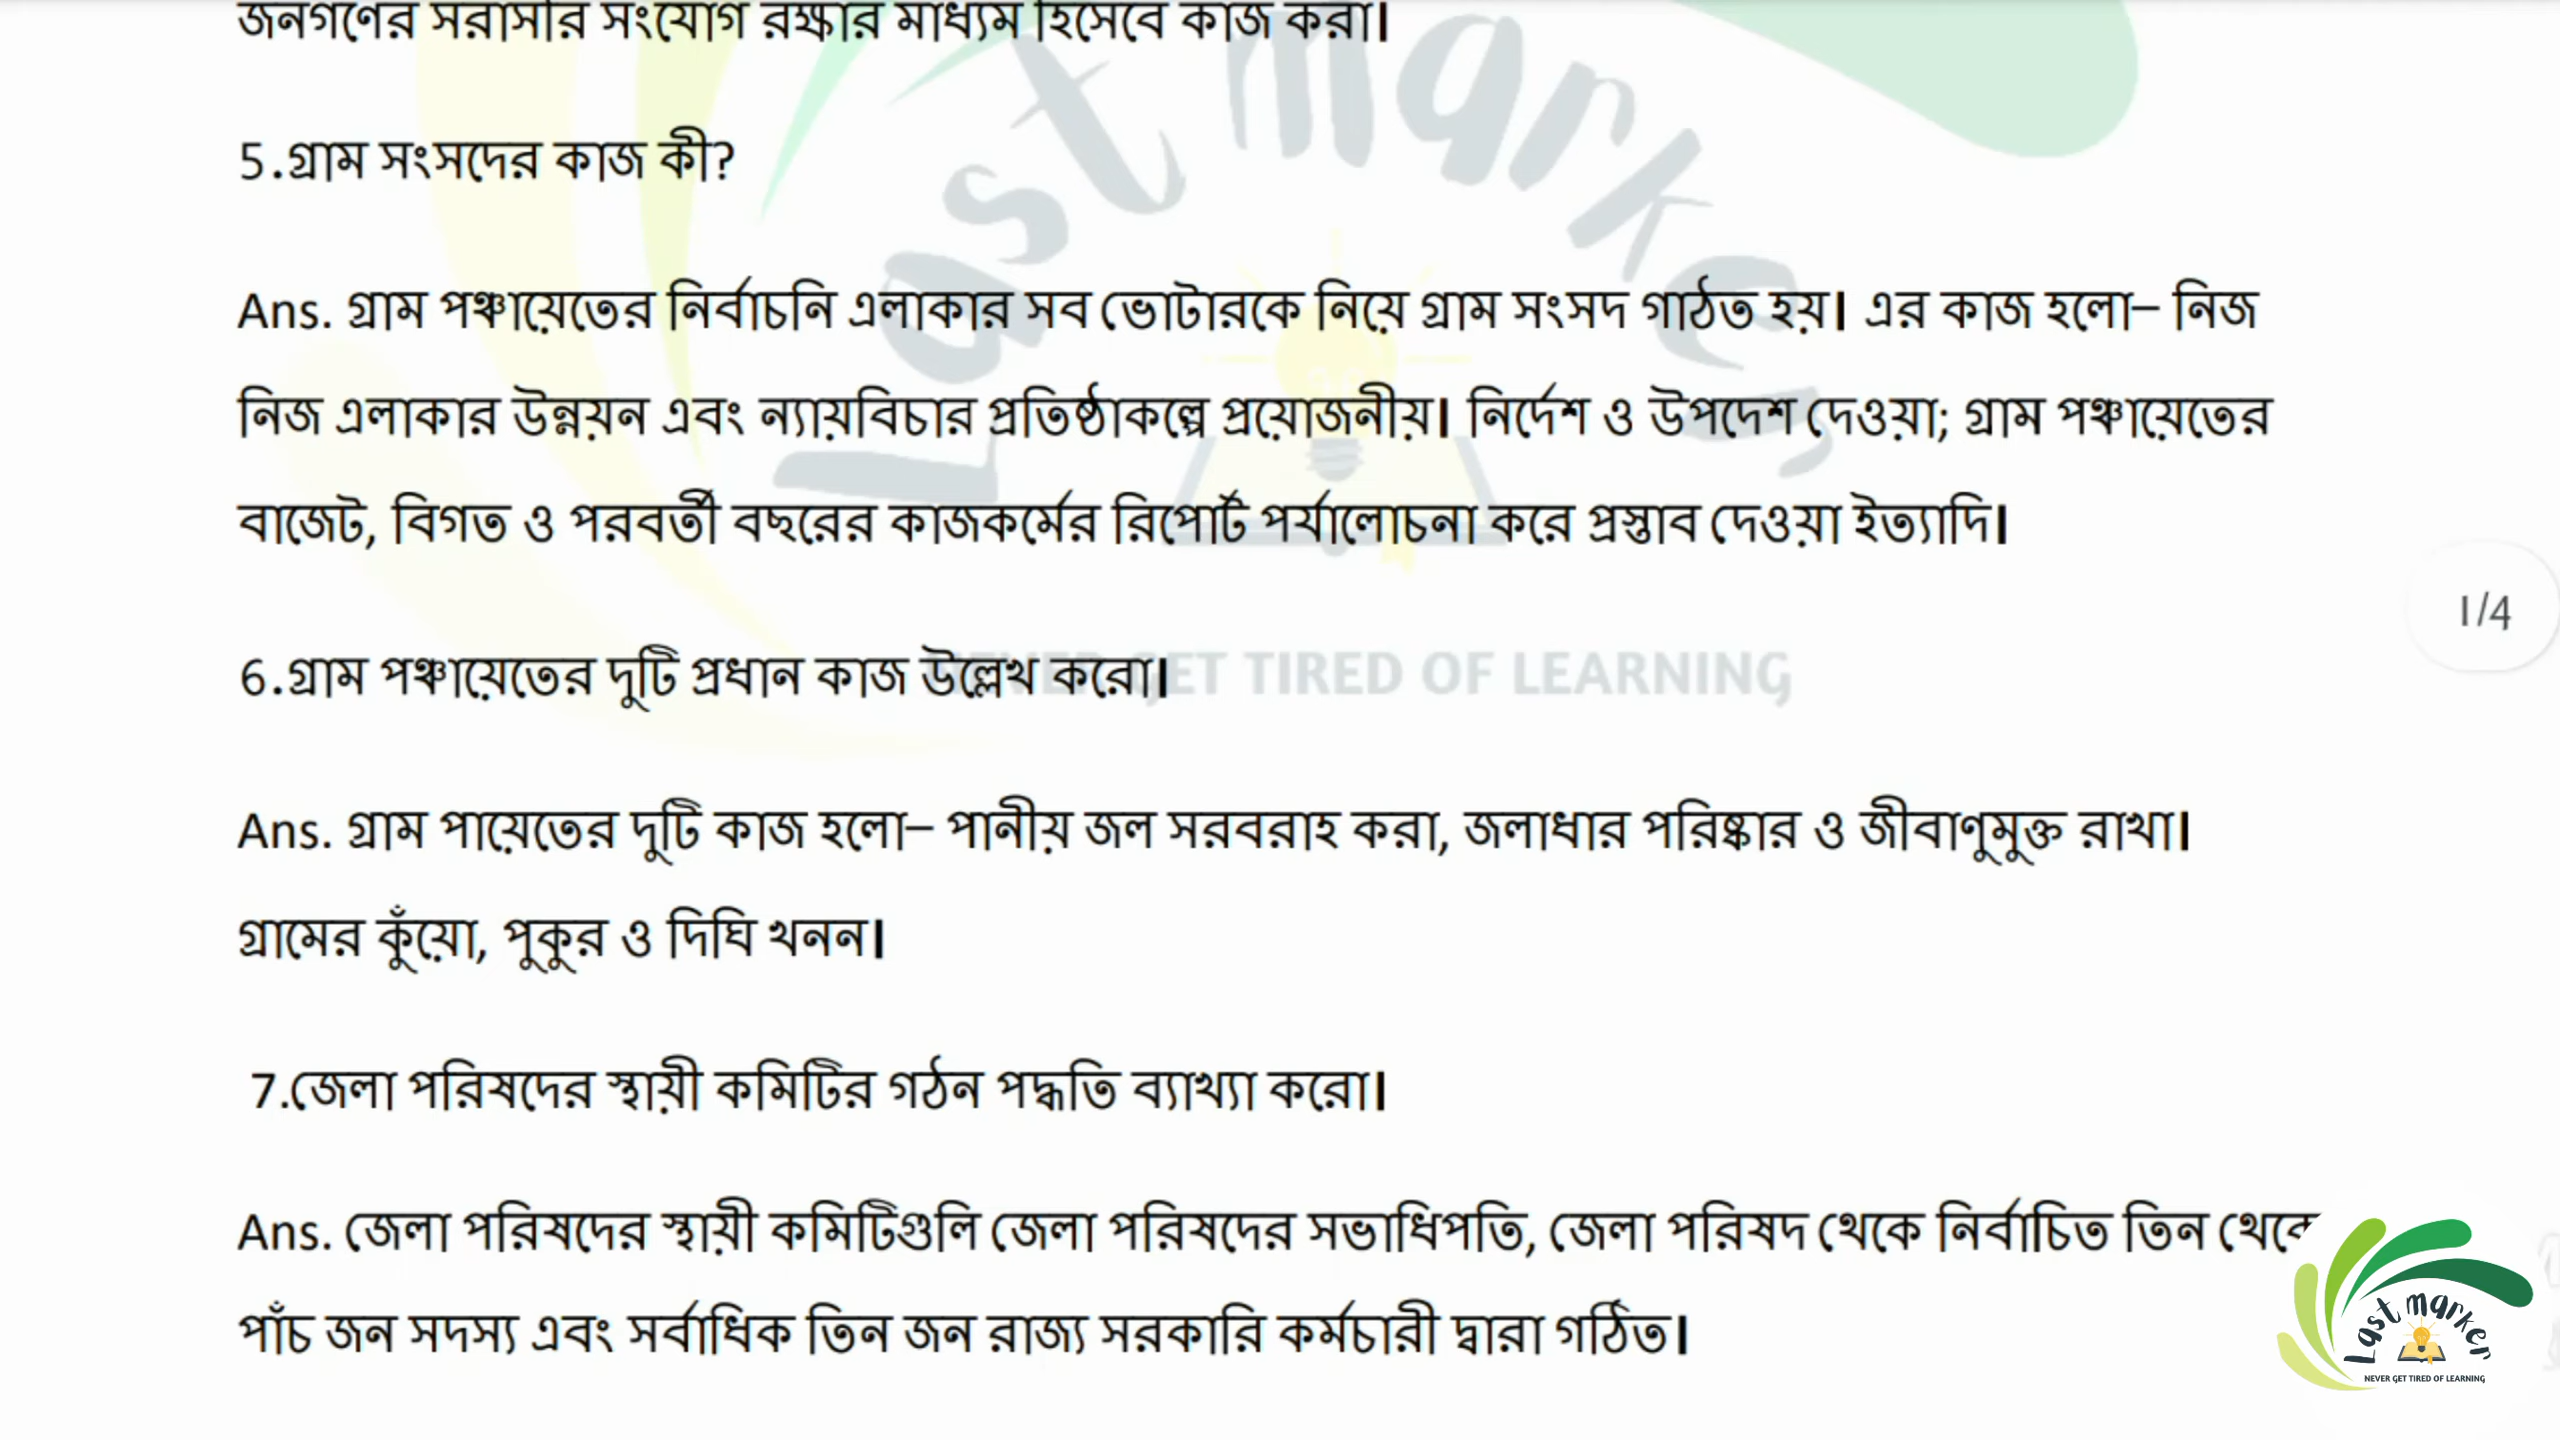 জনগণের সরাসরি সংযোগ রক্ষার মাধ্যম হিসেবে কাজ করা।
5.গ্রাম সংসদের কাজ কী?
Ans. গ্রাম পঞ্চায়েতের নির্বাচনি এলাকার সব ভোটারকে নিয়ে গ্রাম সংসদ গাঠত হয়। এর কাজ হলো– নিজ
নিজ এলাকার উন্নয়ন এবং ন্যায়বিচার প্রতিষ্ঠাকল্পে প্রয়োজনীয়। নির্দেশ ও উপদেশ দেওয়া; গ্রাম পঞ্চায়েতের
বাজেট, বিগত ও পরবর্তী বছরের কাজকর্মের রিপোর্ট পর্যালোচনা করে প্রস্তাব দেওয়া ইত্যাদি।
1/4
6.গ্রাম পঞ্চায়েতের দুটি প্রধান কাজ উল্লেখ করো।
Ans. গ্রাম পায়েতের দুটি কাজ হলো– পানীয় জল সরবরাহ করা, জলাধার পরিষ্কার ও জীবাণুমুক্ত রাখা।
গ্রামের কুঁয়ো, পুকুর ও দিঘি খনন।
7.জেলা পরিষদের স্থায়ী কমিটির গঠন পদ্ধতি ব্যাখ্যা করো।
Ans. জেলা পরিষদের স্থায়ী কমিটিগুলি জেলা পরিষদের সভাধিপতি, জেলা পরিষদ থেকে নির্বাচিত তিন থেকে
পাঁচ জন সদস্য এবং সর্বাধিক তিন জন রাজ্য সরকারি কর্মচারী দ্বারা গঠিত।
Last marker
NEVER GET TIRED OF LEARNING
Last marker
NEVER GET TIRED OF LEARNING